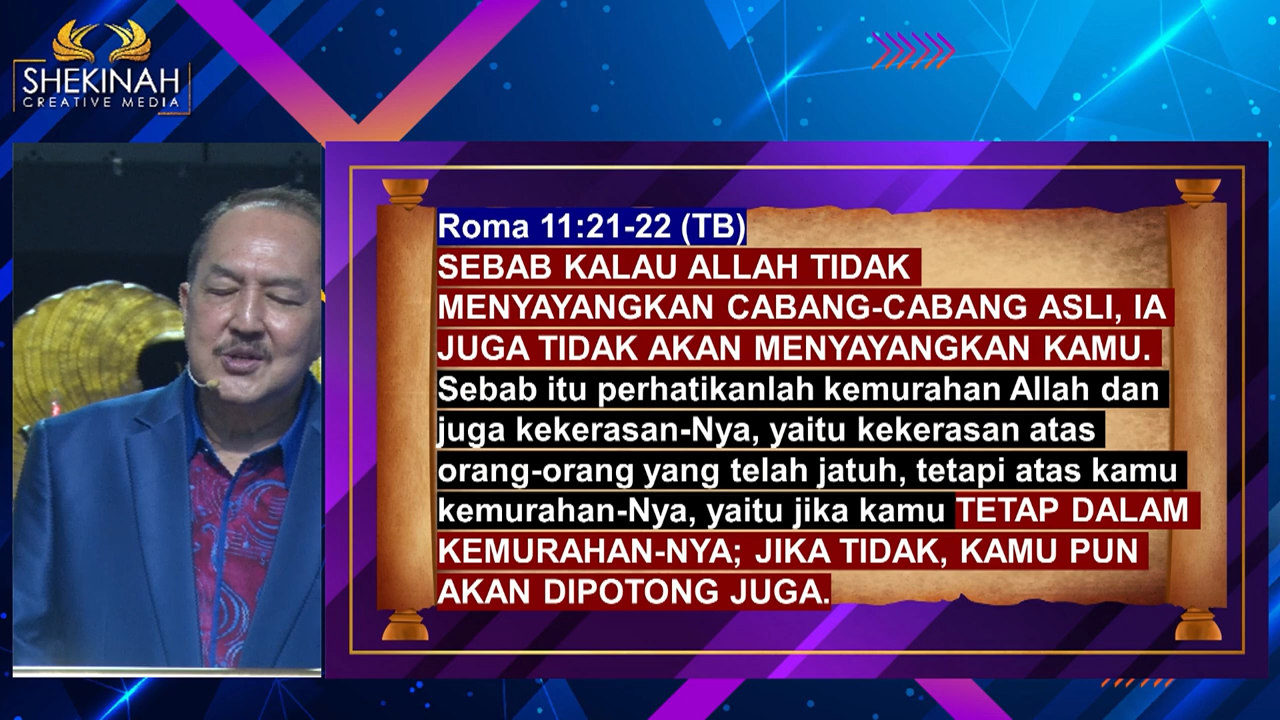 SHEKINAH
CREATIVE MEDIA
Roma 11:21-22 (TB)
SEBAB KALAU ALLAH TIDAK
MENYAYANGKAN CABANG-CABANG ASLI, IA
JUGA TIDAK AKAN MENYAYANGKAN KAMU.
Sebab itu perhatikanlah kemurahan Allah dan
juga kekerasan-Nya, yaitu kekerasan atas
orang-orang yang telah jatuh, tetapi atas kamu
kemurahan-Nya, yaitu jika kamu TETAP DALAM
KEMURAHAN-NYA; JIKA TIDAK, KAMU PUN
AKAN DIPOTONG JUGA.